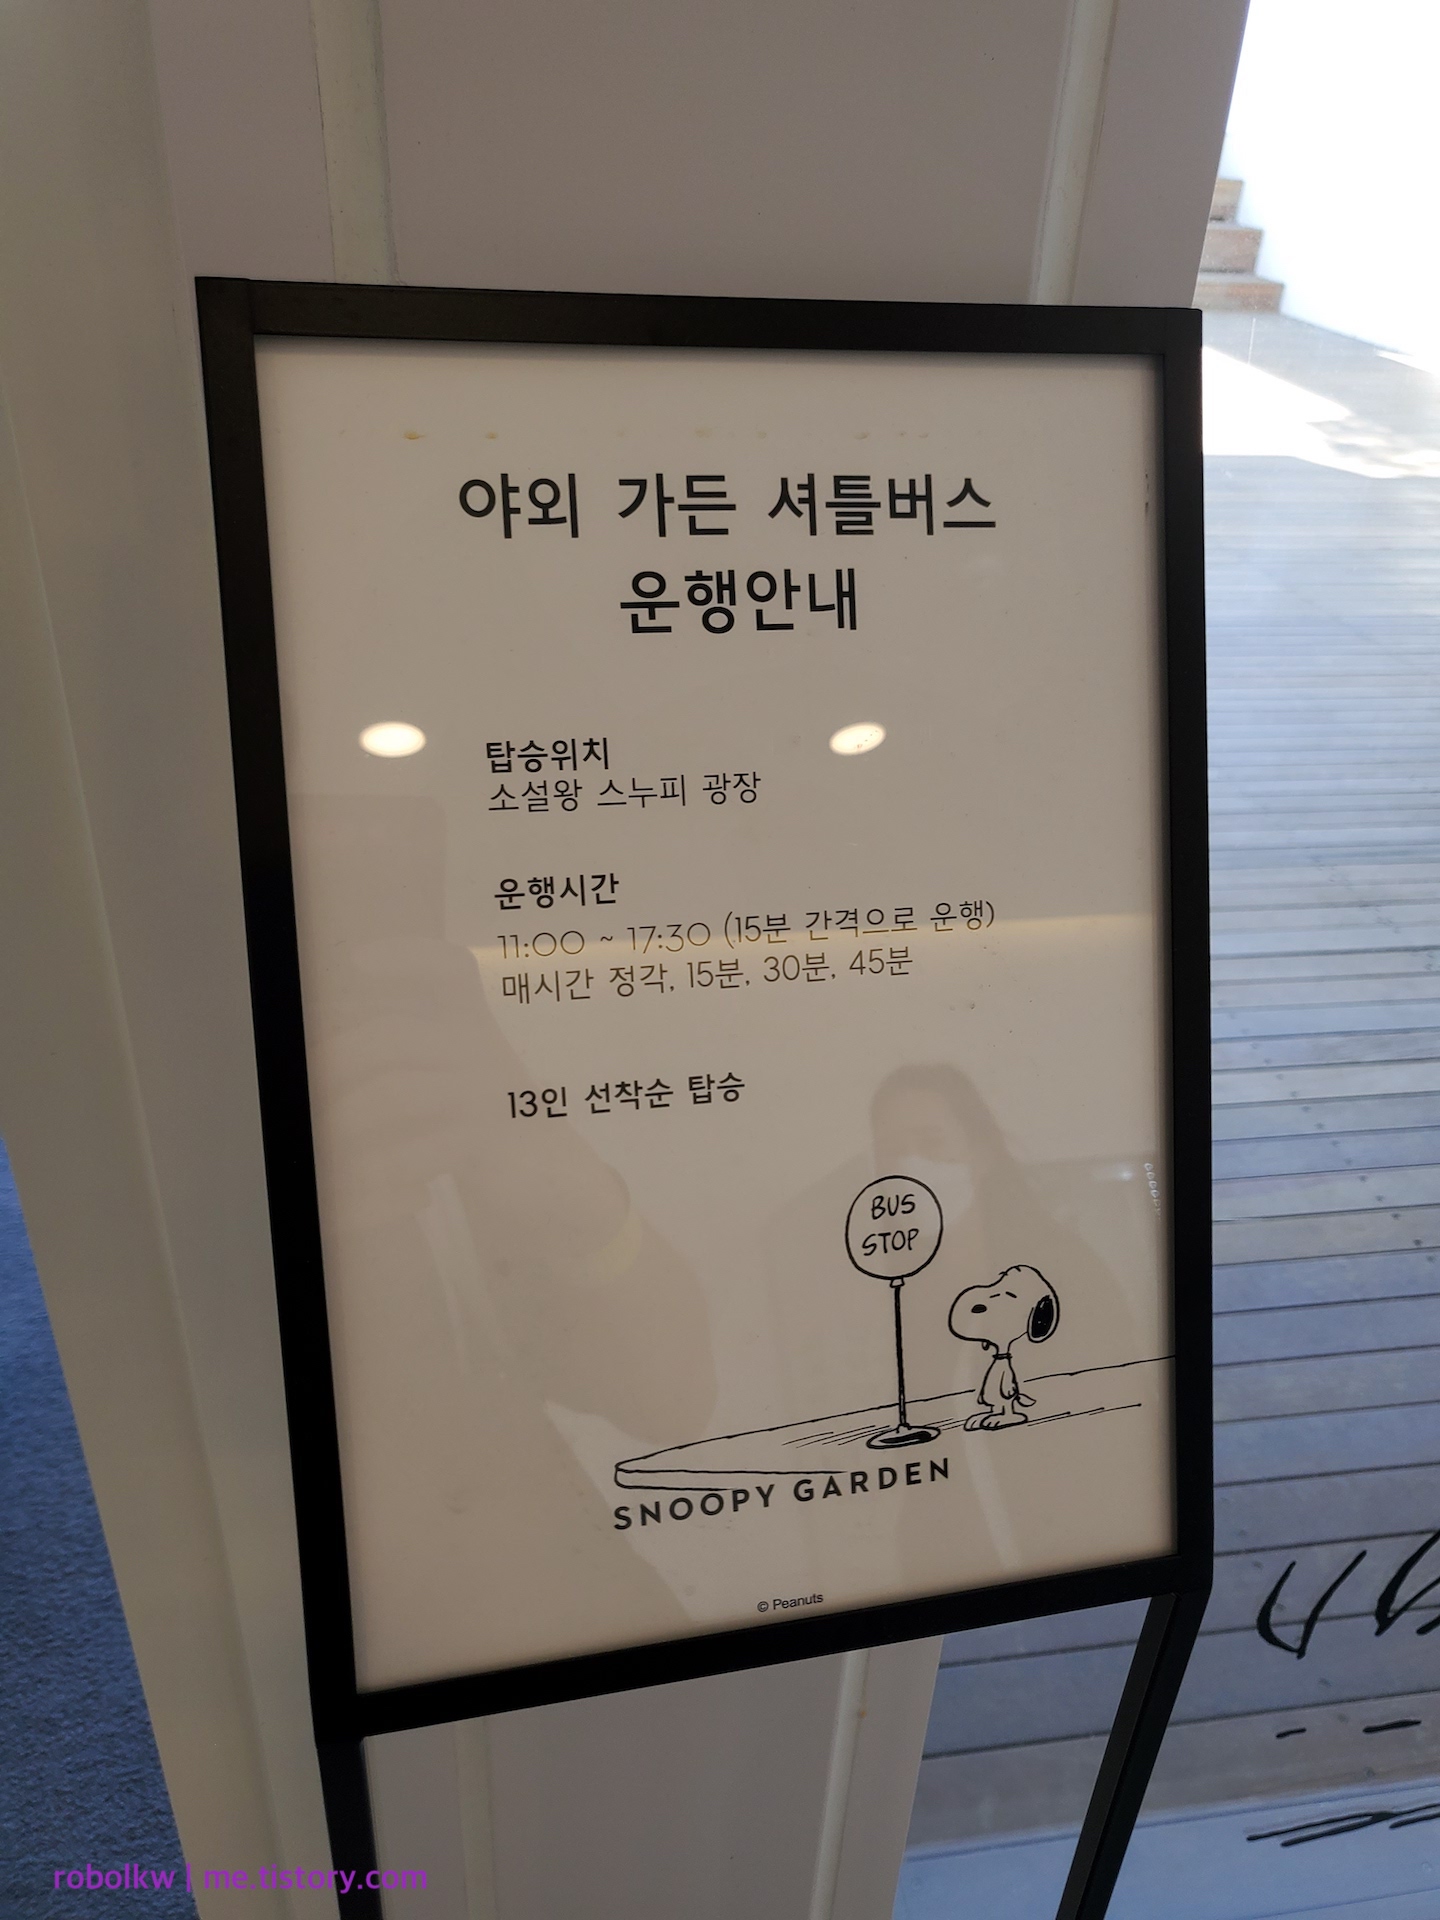 야외 가든 셔틀버스
운행안내
탑승위치
소설왕 스누피 광장
운행시간
11:00 ~ 17:30 (15분 간격으로 운행)
매시간 정각, 15분, 30분, 45분
13인 선착순 탑승
BUS
STOP
SNOOPY GARDEN
© Peanuts
robolkw | me.tistory.com